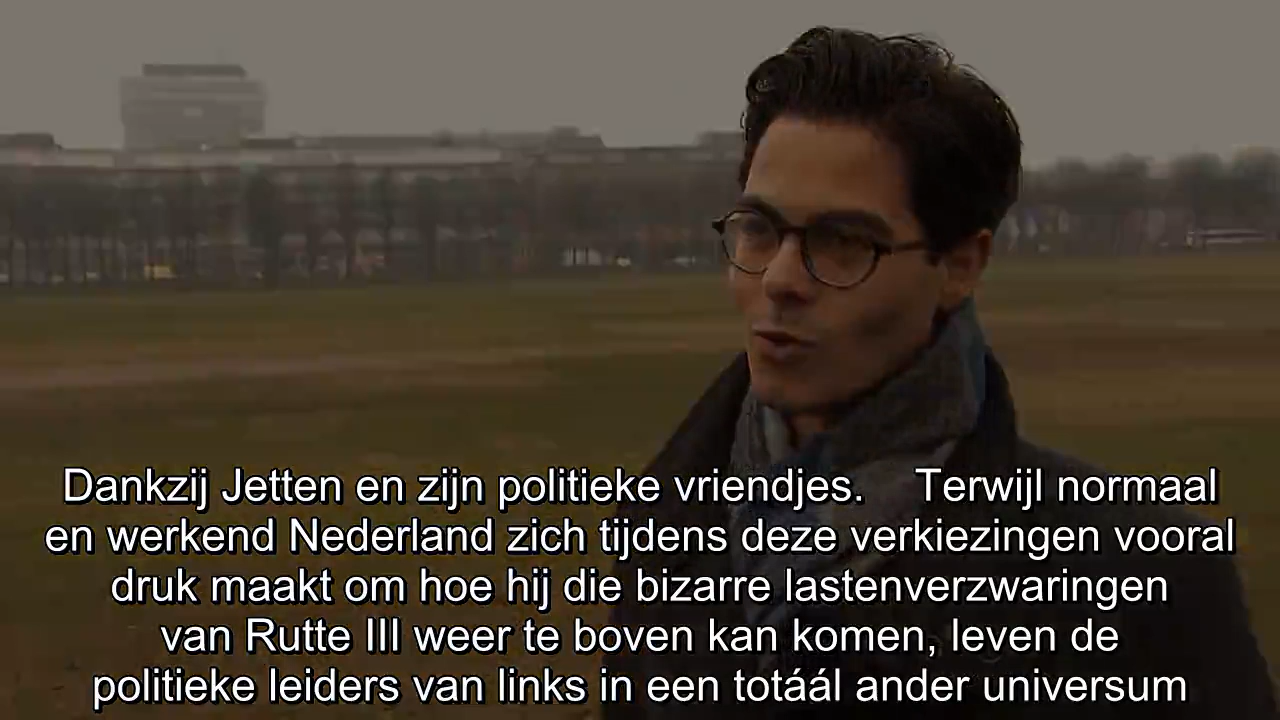 Dankzij Jetten en zijn politieke vriendjes. Terwijl normaal
en werkend Nederland zich tijdens deze verkiezingen vooral
druk maakt om hoe hij die bizarre lastenverzwaringen
van Rutte III weer te boven kan komen, leven de
politieke leiders van links in een totáál ander universum